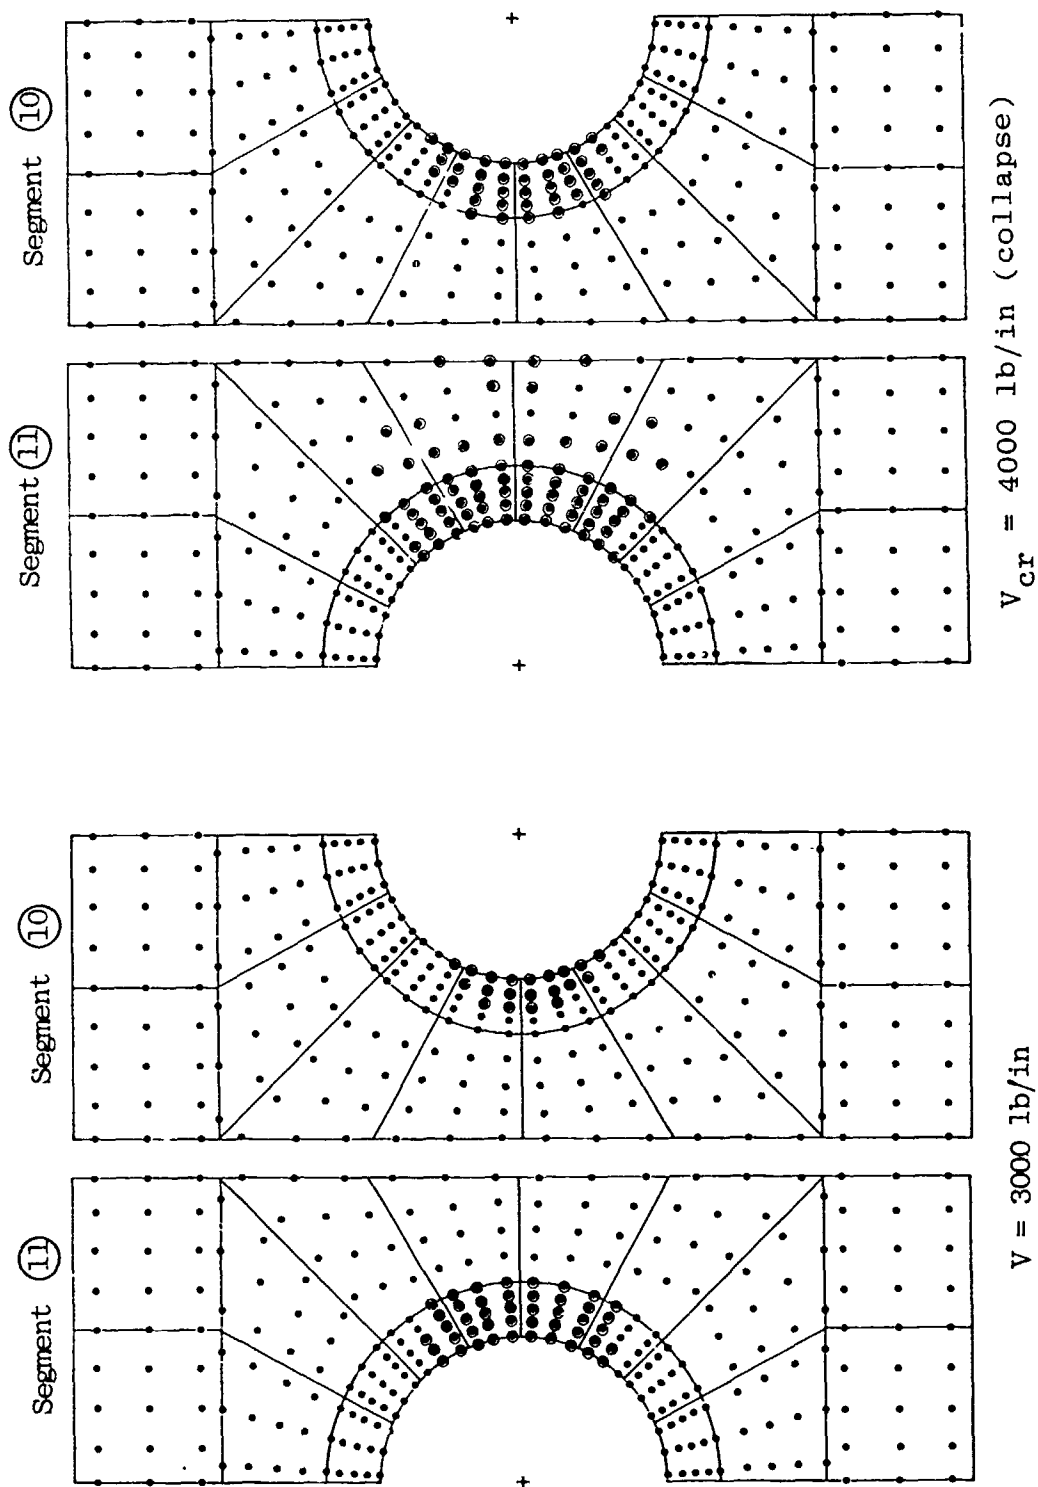 Segment 10
Segment 11
V_cr = 4000 lb/in (collapse)
Segment 10
Segment 11
V = 3000 lb/in